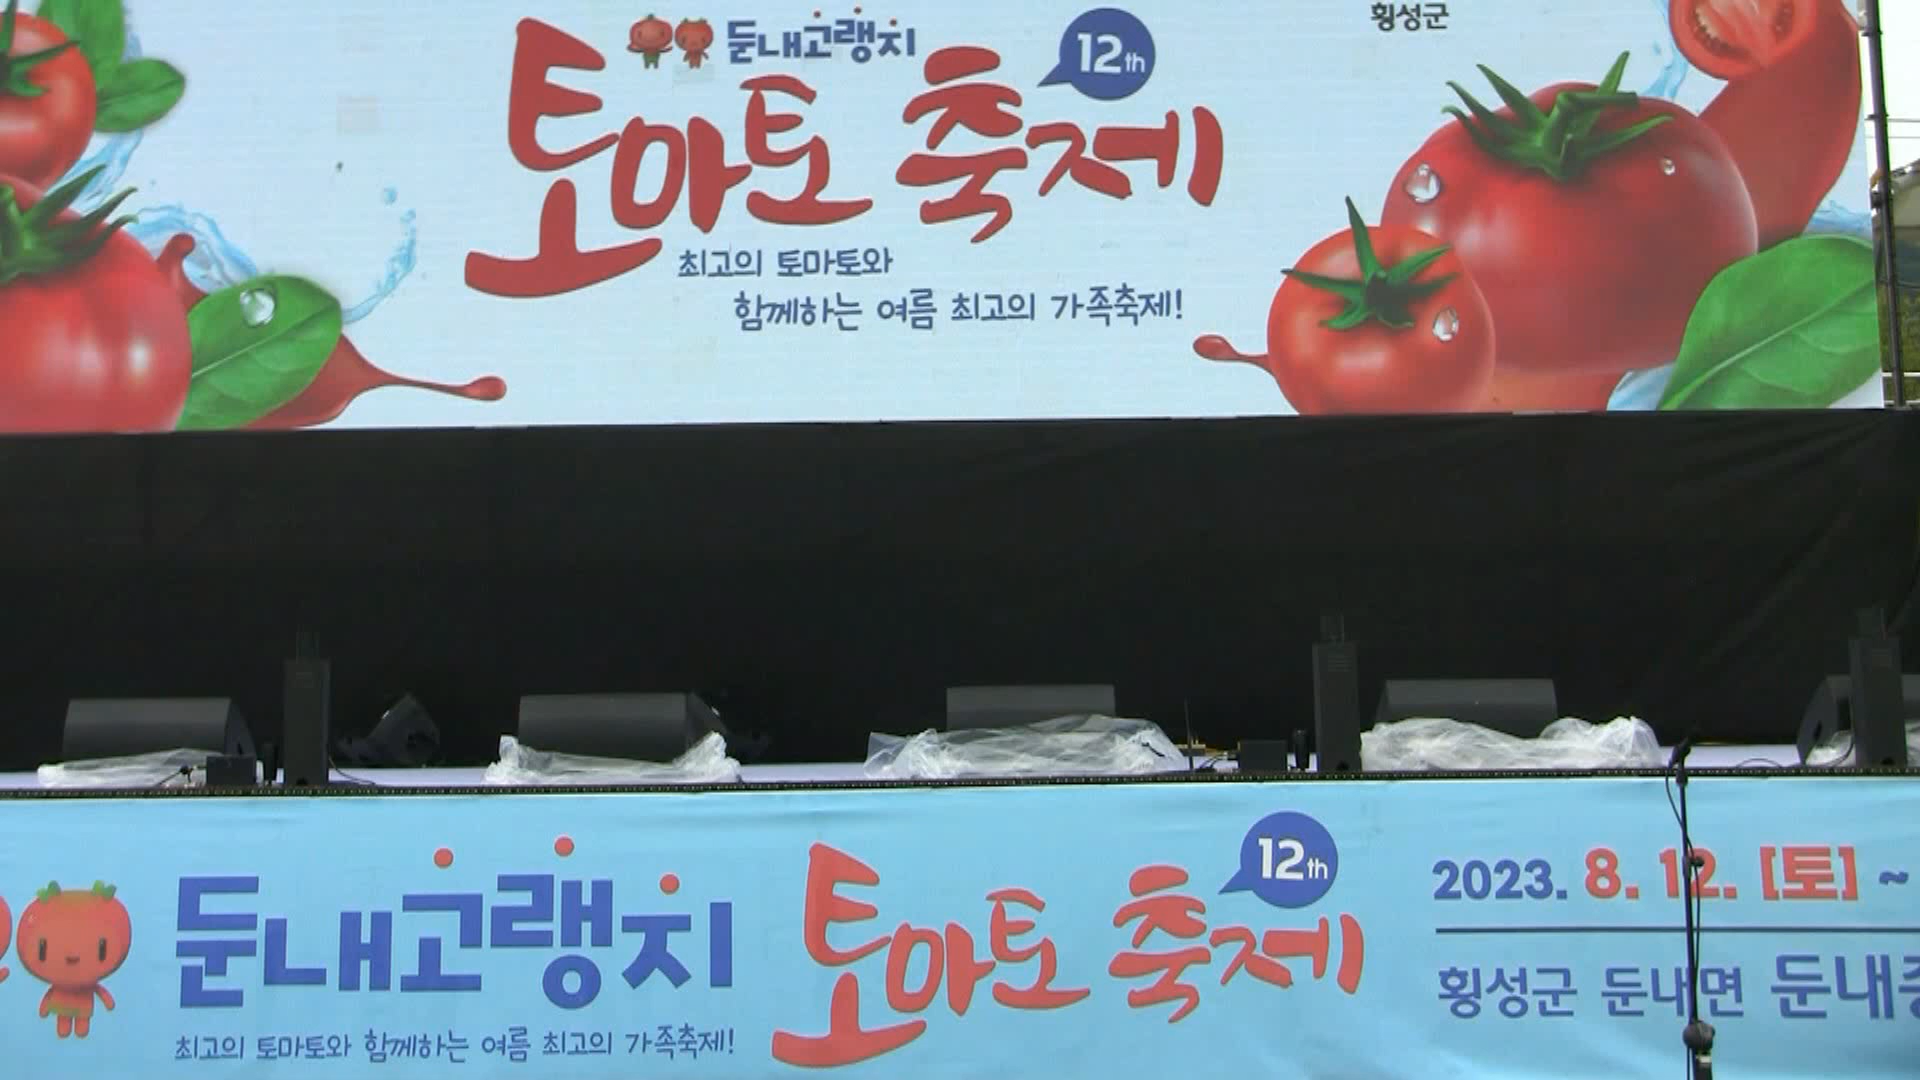 횡성군
둔내고랭지
토마토 축제
12th
최고의 토마토와
함께하는 여름 최고의 가족축제!
둔내고랭지
토마토 축제
12th
최고의 토마토와 함께하는 여름 최고의 가족축제!
2023. 8. 12. [토] ~
횡성군 둔내면 둔내